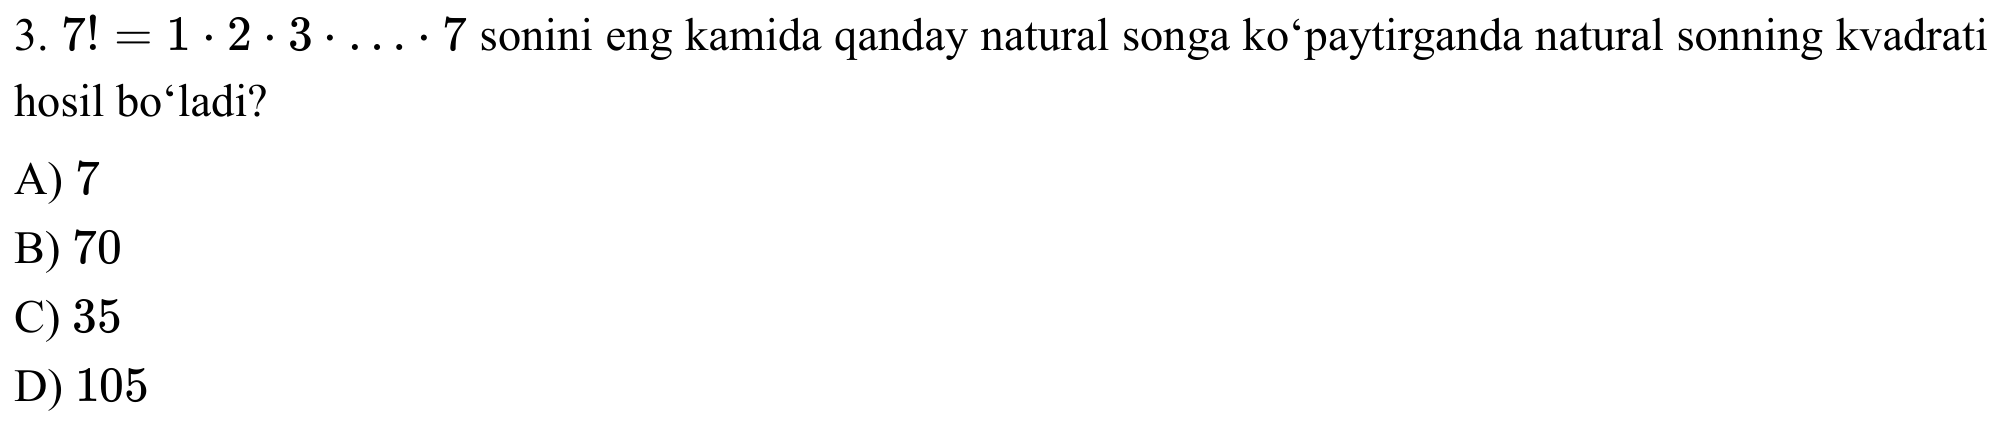 3. 7! = 1 · 2 · 3 · . . . · 7 sonini eng kamida qanday natural songa ko‘paytirganda natural sonning kvadrati
hosil bo‘ladi?
A) 7
B) 70
C) 35
D) 105